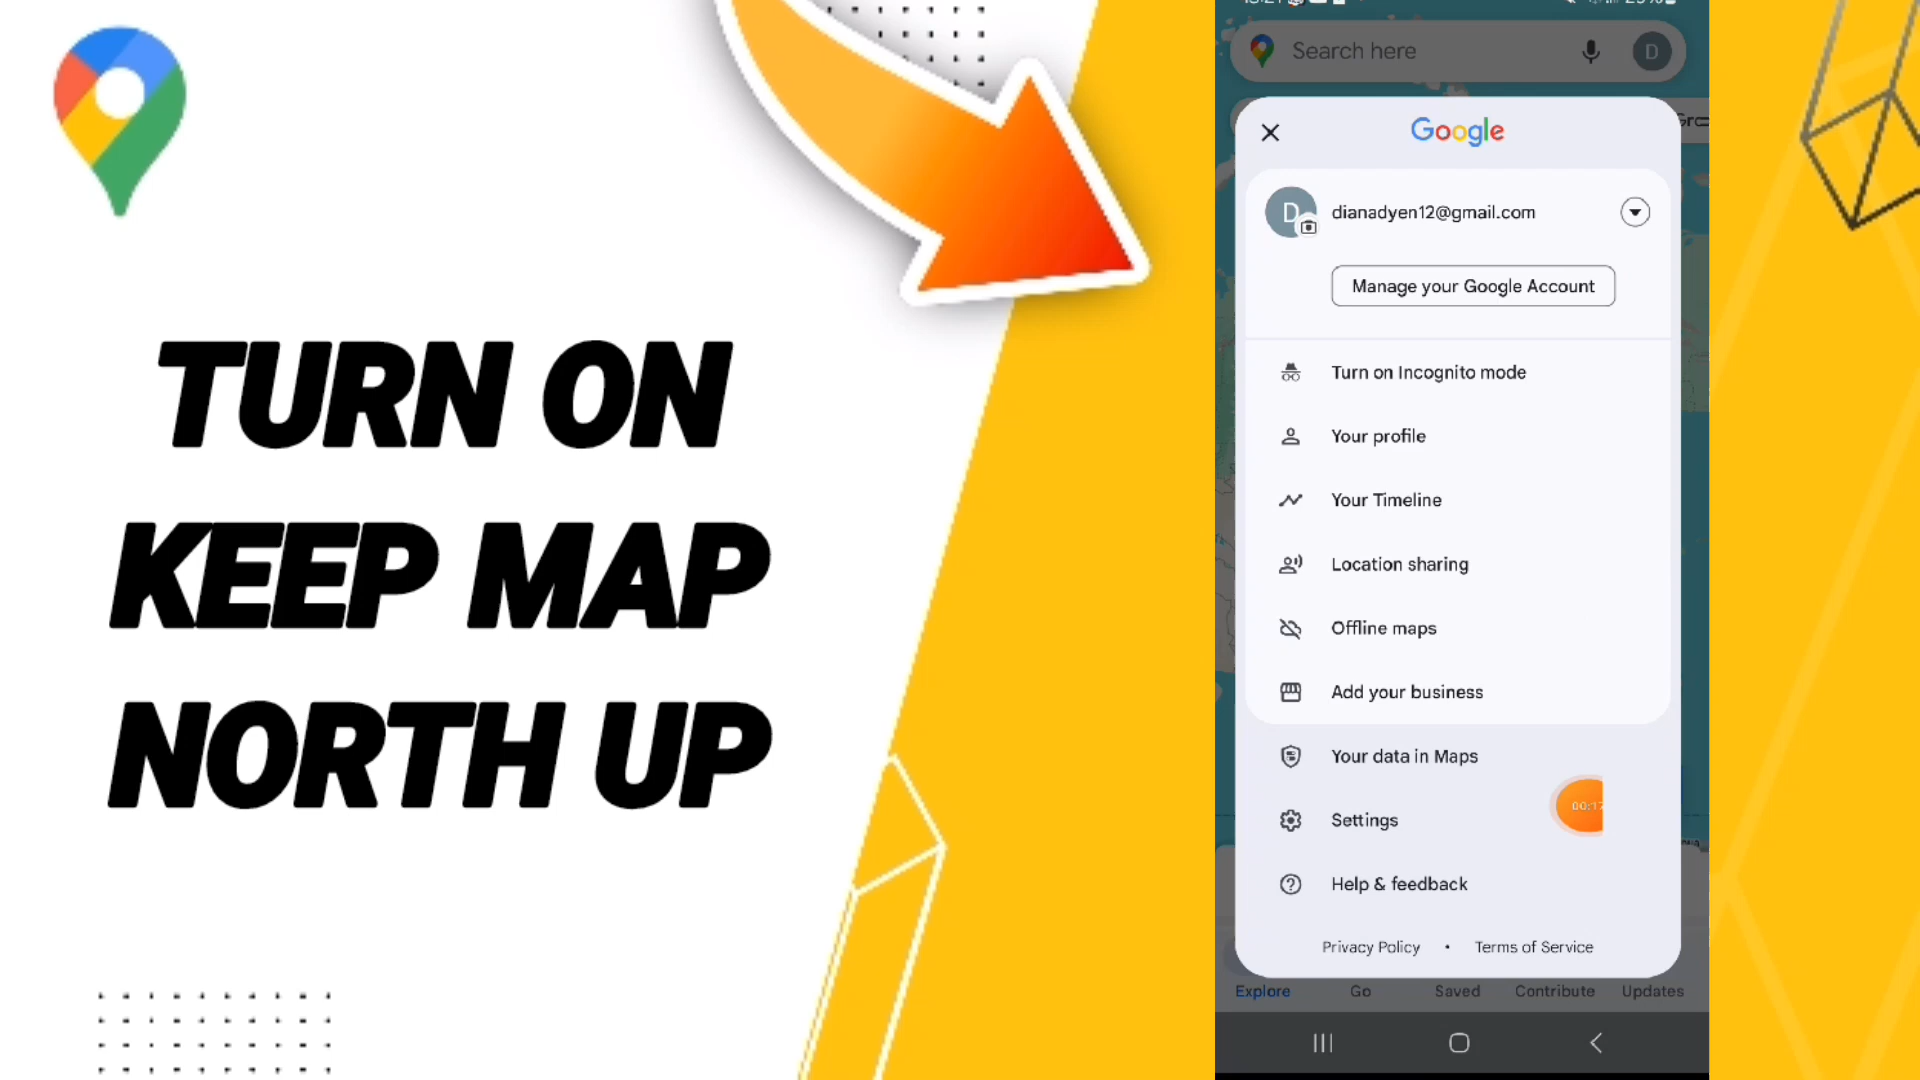 TURN ON
KEEP MAP
NORTH UP
Search here
D
Google
D
dianadyen12@gmail.com
Manage your Google Account
Turn on Incognito mode
Your profile
Your Timeline
Location sharing
Offline maps
Add your business
Your data in Maps
Settings
Help & feedback
Privacy Policy • Terms of Service
Explore Go Saved Contribute Updates